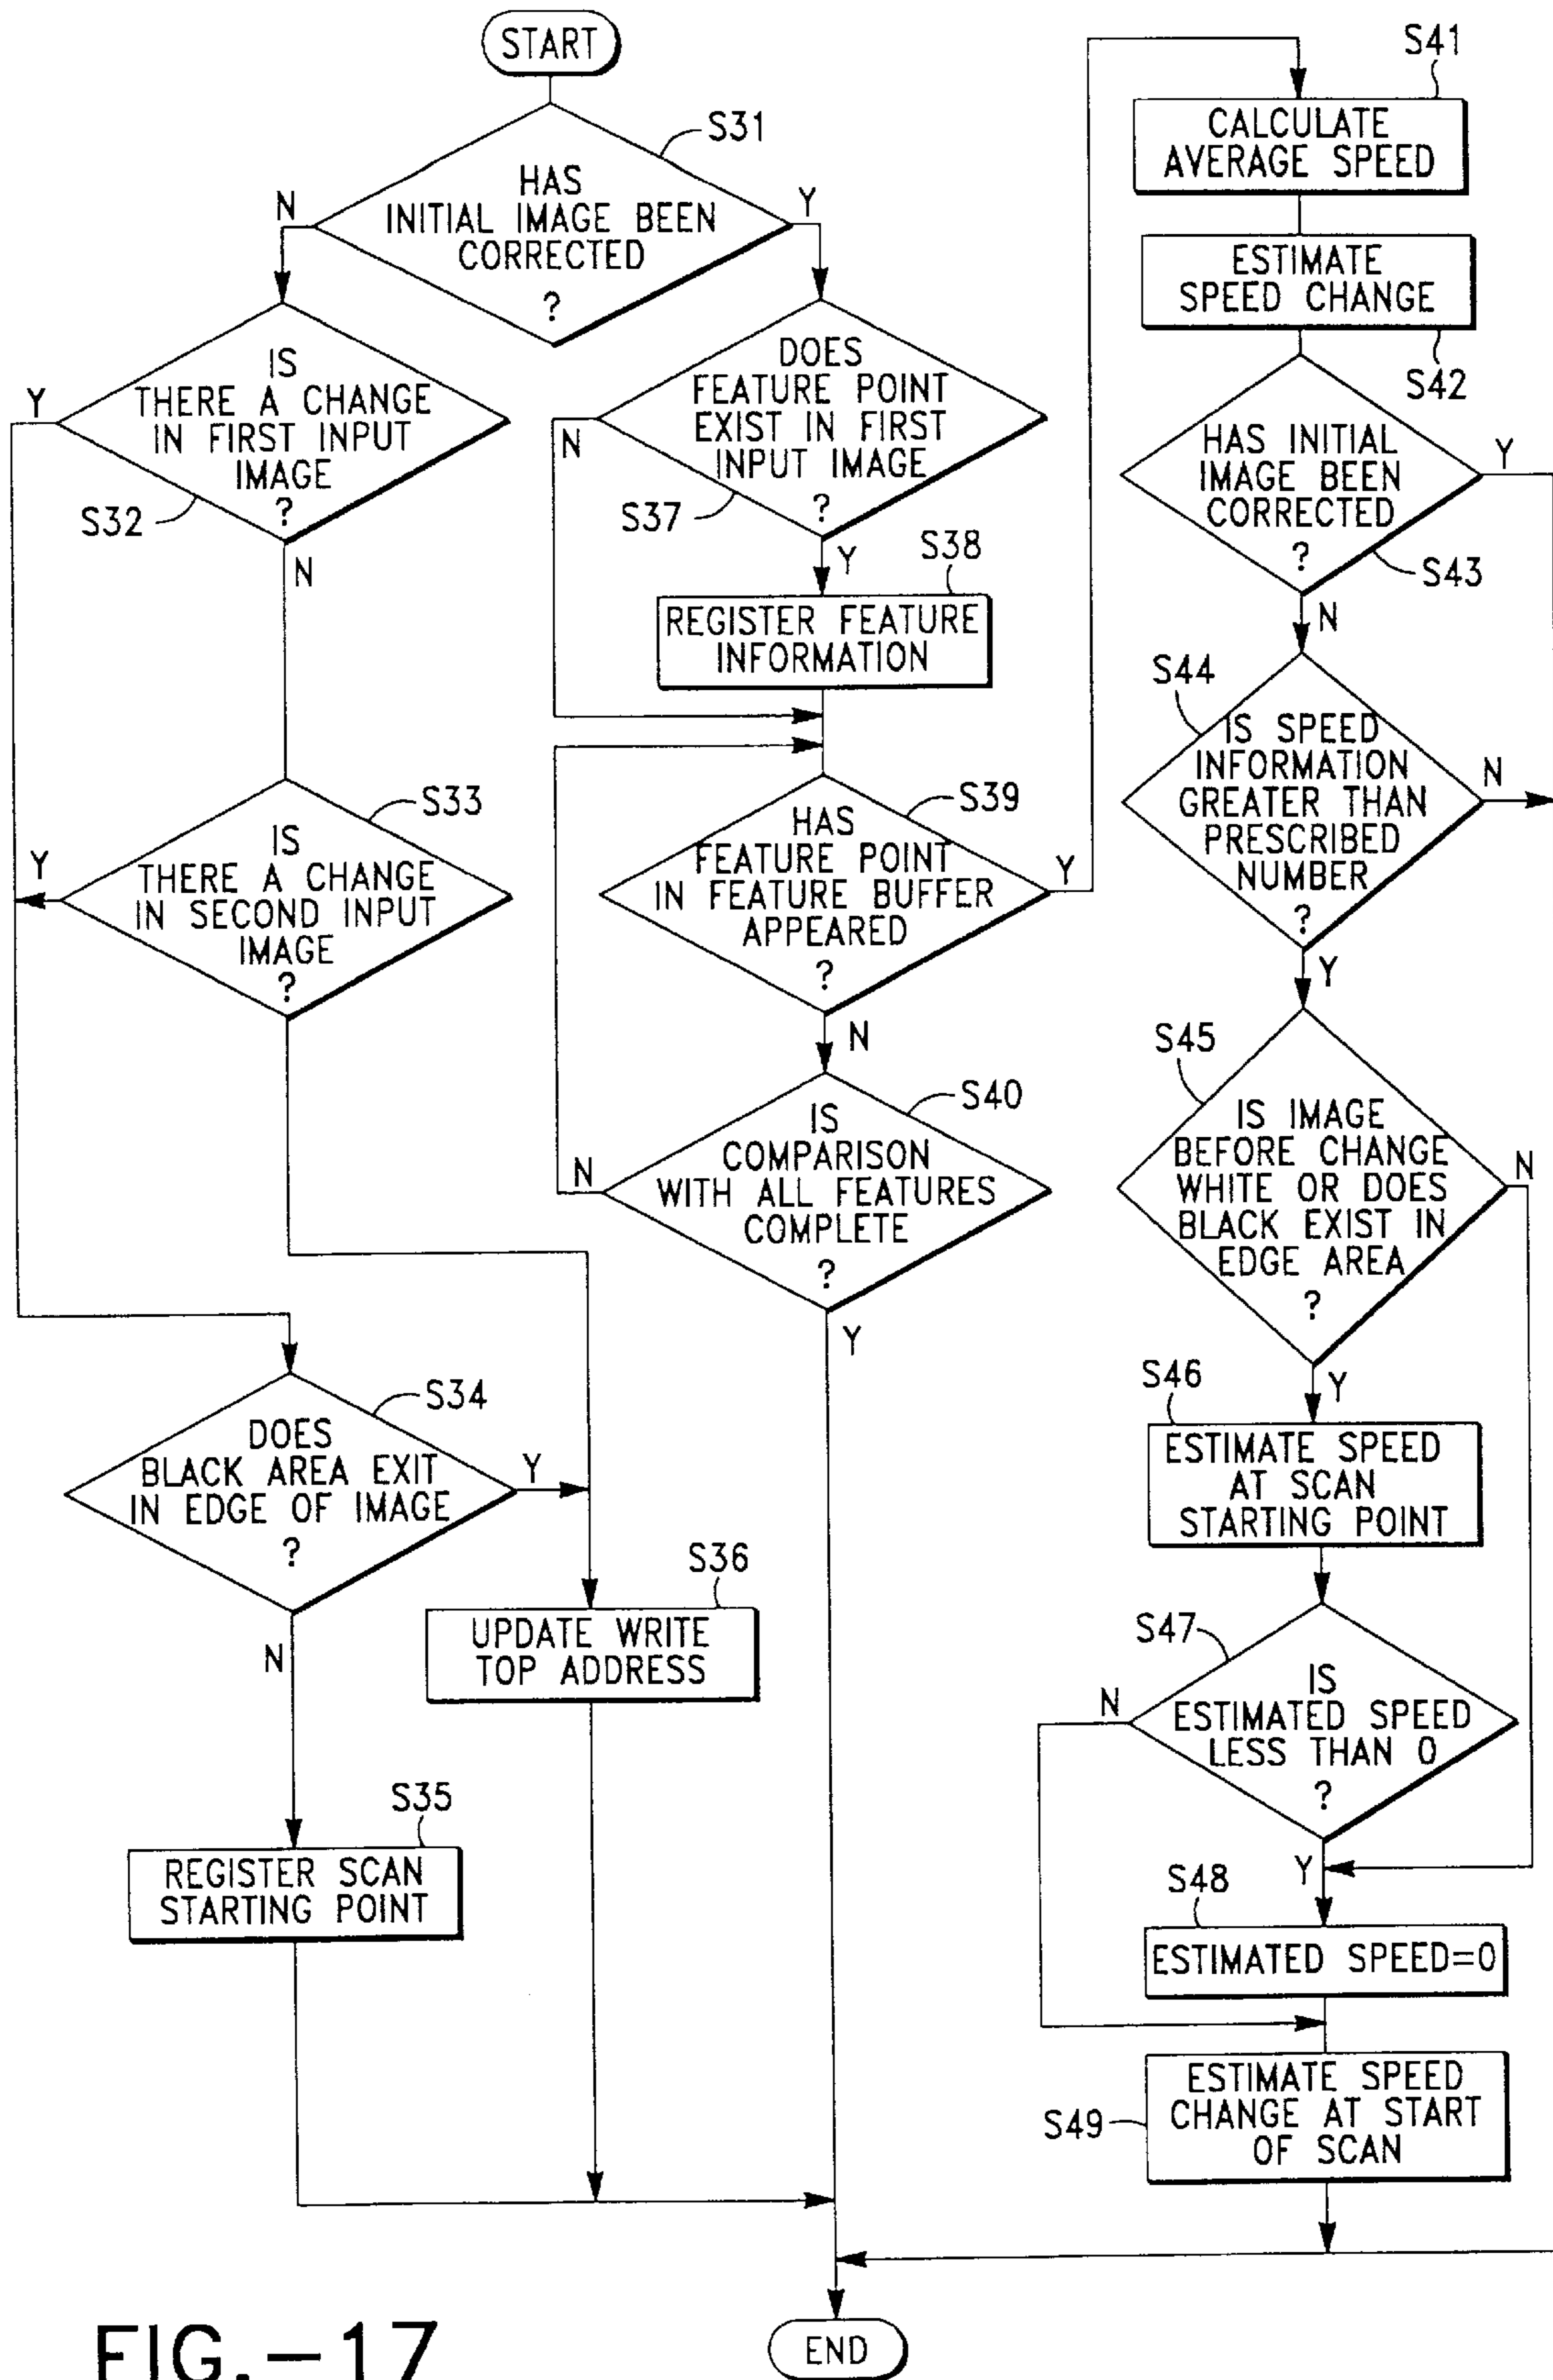 START
S31
HAS
INITIAL IMAGE BEEN
CORRECTED
?
N
Y
IS
THERE A CHANGE
IN FIRST INPUT
IMAGE
?
Y
S32
N
IS
THERE A CHANGE
IN SECOND INPUT
IMAGE
?
S33
Y
DOES
BLACK AREA EXIT
IN EDGE OF IMAGE
?
S34
Y
N
S35
REGISTER SCAN
STARTING POINT
S36
UPDATE WRITE
TOP ADDRESS
DOES
FEATURE POINT
EXIST IN FIRST
INPUT IMAGE
?
N
S37
Y
S38
REGISTER FEATURE
INFORMATION
HAS
FEATURE POINT
IN FEATURE BUFFER
APPEARED
?
S39
Y
N
IS
COMPARISON
WITH ALL FEATURES
COMPLETE
?
S40
N
Y
S41
CALCULATE
AVERAGE SPEED
ESTIMATE
SPEED CHANGE
S42
HAS INITIAL
IMAGE BEEN
CORRECTED
?
Y
S43
N
S44
IS SPEED
INFORMATION
GREATER THAN
PRESCRIBED
NUMBER
?
N
Y
S45
IS IMAGE
BEFORE CHANGE
WHITE OR DOES
BLACK EXIST IN
EDGE AREA
?
N
Y
S46
ESTIMATE SPEED
AT SCAN
STARTING POINT
S47
IS
ESTIMATED SPEED
LESS THAN 0
?
N
Y
S48
ESTIMATED SPEED=0
S49
ESTIMATE SPEED
CHANGE AT START
OF SCAN
END
FIG.-17